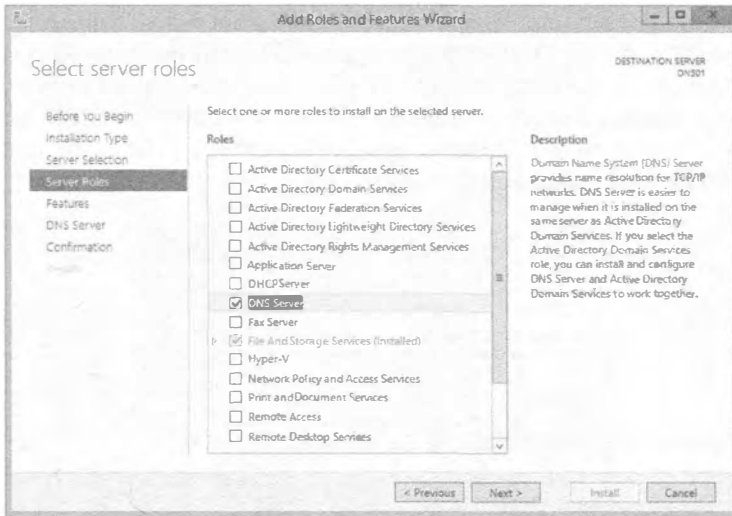 Add Roles and Features Wizard
Select server roles
DESTINATION SERVER
DN301
Before You Begin
Installation Type
Server Selection
Server Roles
Features
DNS Server
Confirmation
Select one or more roles to install on the selected server.
Roles
Active Directory Certificate Services
Active Directory Domain Services
Active Directory Federation Services
Active Directory Lightweight Directory Services
Active Directory Rights Management Services
Application Server
DHCP Server
DNS Server
Fax Server
File And Storage Services (Installed)
Hyper-V
Network Policy and Access Services
Print and Document Services
Remote Access
Remote Desktop Services
Description
Domain Name System (DNS) Server
provides name resolution for TCP/IP
networks. DNS Server is easier to
manage when it is installed on the
same server as Active Directory
Domain Services. If you select the
Active Directory Domain Services
role, you can install and configure
DNS Server and Active Directory
Domain Services to work together.
< Previous
Next >
Install
Cancel